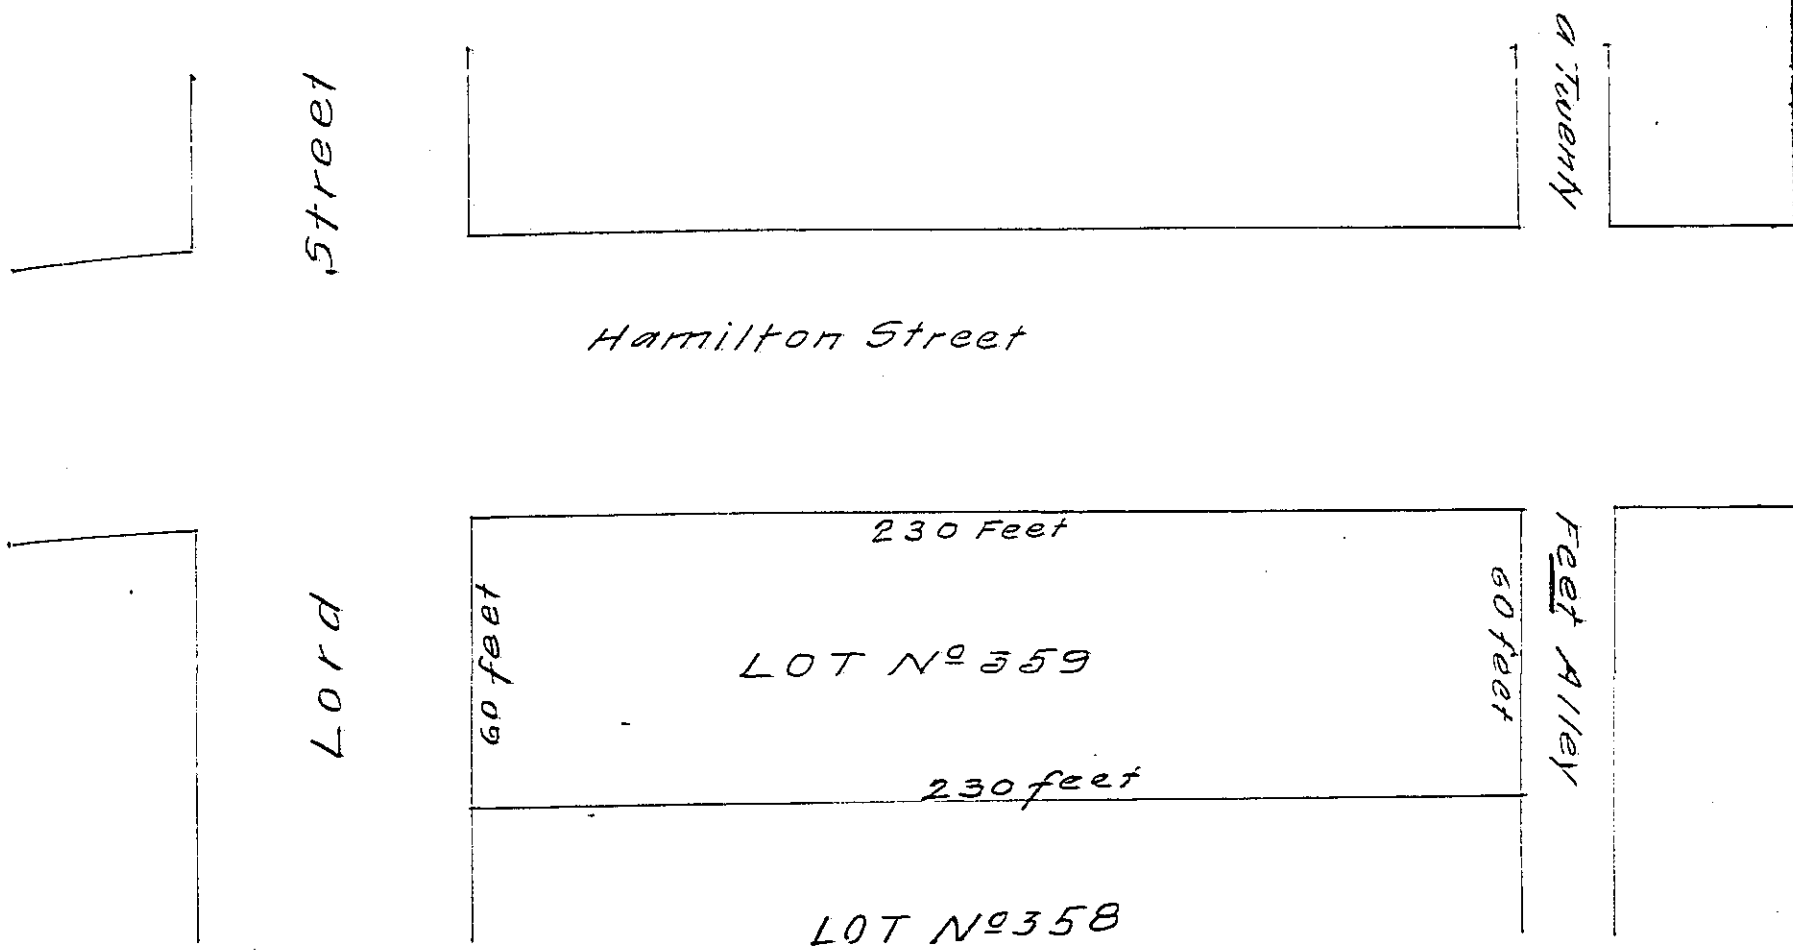 a Twenty
Street
Hamilton Street
230 Feet
Feet Alley
60 feet
60 feet
Lord
LOT Nº 359
230 feet
LOT Nº 358